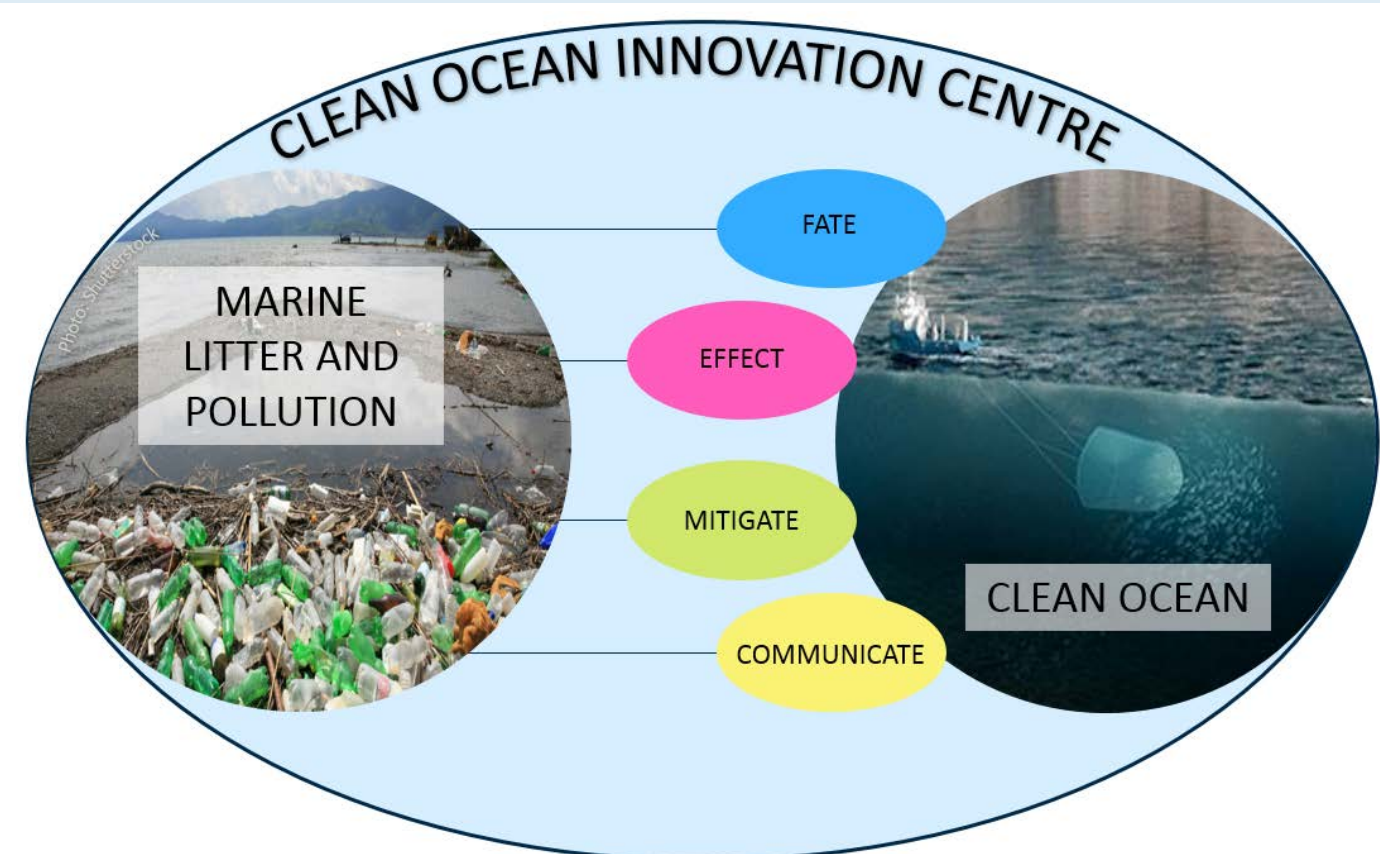 CLEAN OCEAN INNOVATION CENTRE
Photo: Shutterstock
MARINE
LITTER AND
POLLUTION
FATE
EFFECT
MITIGATE
COMMUNICATE
CLEAN OCEAN